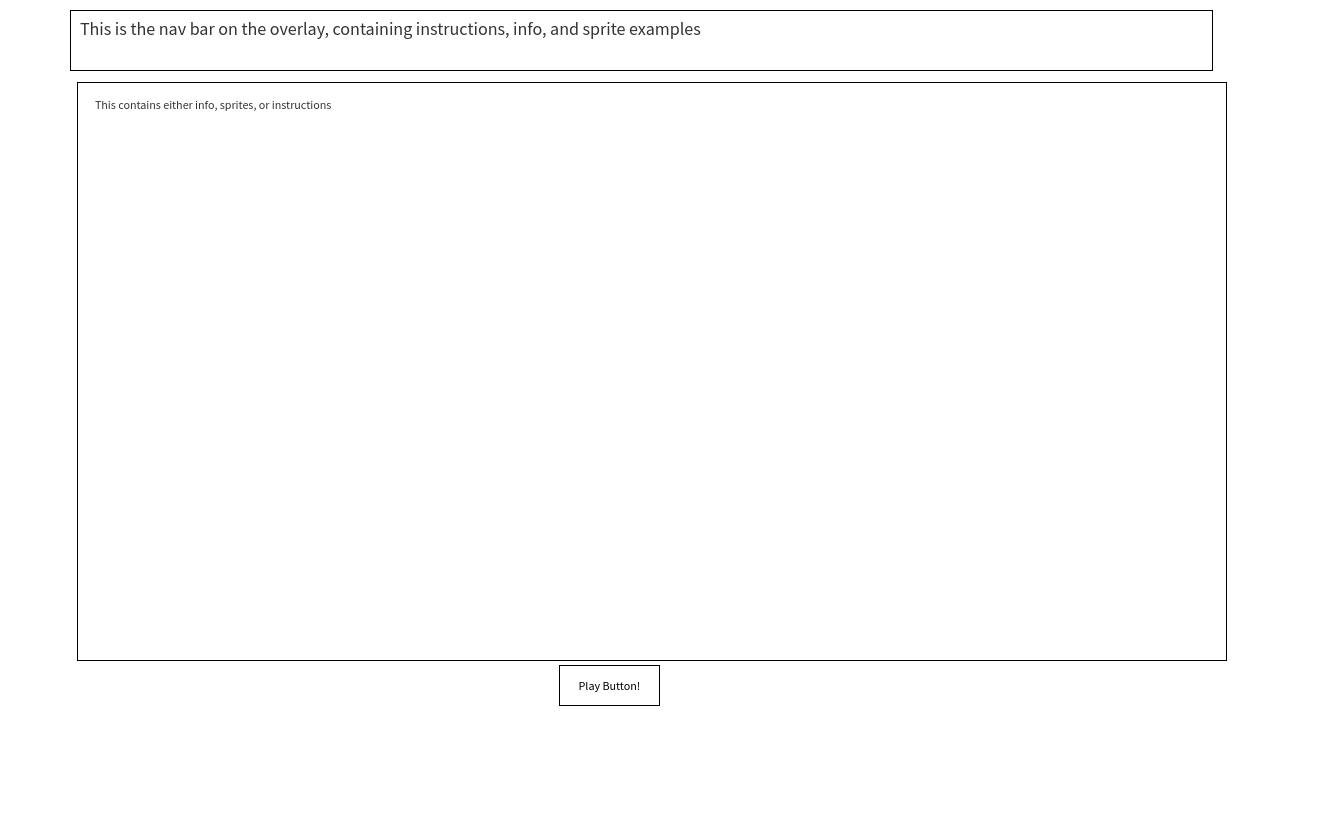 This is the nav bar on the overlay, containing instructions, info, and sprite examples
This contains either info, sprites, or instructions
Play Button!